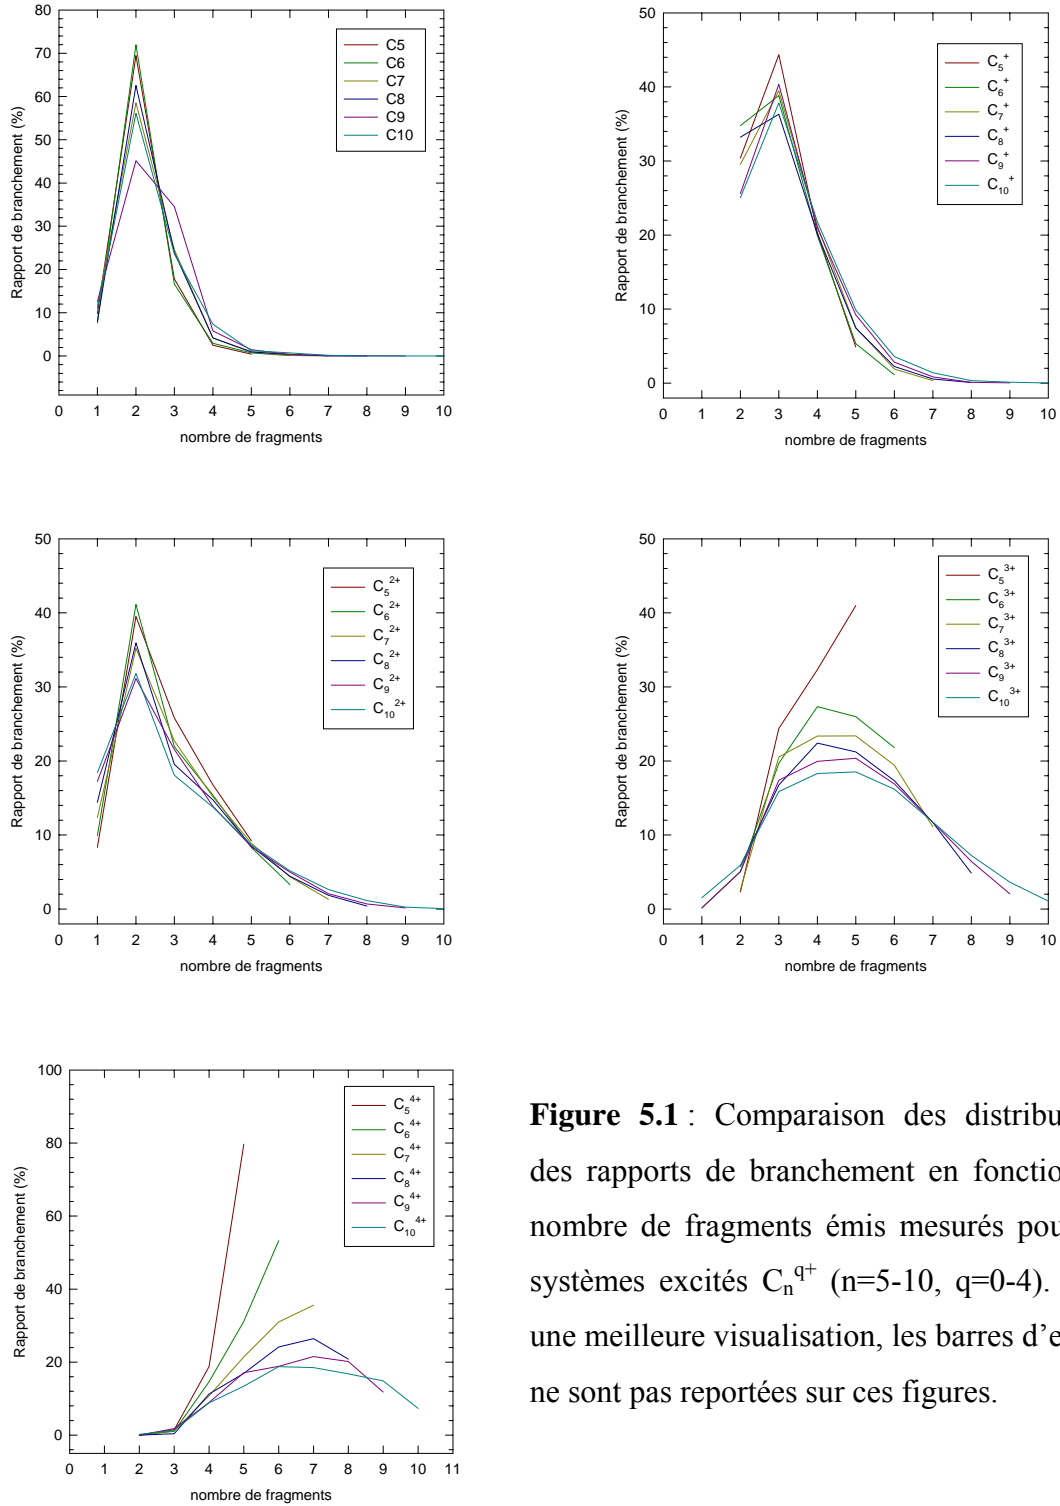 Rapport de branchement (%)
80
70
60
50
40
30
20
10
0
0 1 2 3 4 5 6 7 8 9 10
nombre de fragments
C5
C6
C7
C8
C9
C10
Rapport de branchement (%)
50
40
30
20
10
0
0 1 2 3 4 5 6 7 8 9 10
nombre de fragments
C₅⁺
C₆⁺
C₇⁺
C₈⁺
C₉⁺
C₁₀⁺
Rapport de branchement (%)
50
40
30
20
10
0
0 1 2 3 4 5 6 7 8 9 10
nombre de fragments
C₅²⁺
C₆²⁺
C₇²⁺
C₈²⁺
C₉²⁺
C₁₀²⁺
Rapport de branchement (%)
50
40
30
20
10
0
0 1 2 3 4 5 6 7 8 9 10
nombre de fragments
C₅³⁺
C₆³⁺
C₇³⁺
C₈³⁺
C₉³⁺
C₁₀³⁺
Rapport de branchement (%)
100
80
60
40
20
0
0 1 2 3 4 5 6 7 8 9 10 11
nombre de fragments
C₅⁴⁺
C₆⁴⁺
C₇⁴⁺
C₈⁴⁺
C₉⁴⁺
C₁₀⁴⁺
Figure 5.1 : Comparaison des distribu
des rapports de branchement en fonction
nombre de fragments émis mesurés pou
systèmes excités Cₙ^q+ (n=5-10, q=0-4).
une meilleure visualisation, les barres d'e
ne sont pas reportées sur ces figures.